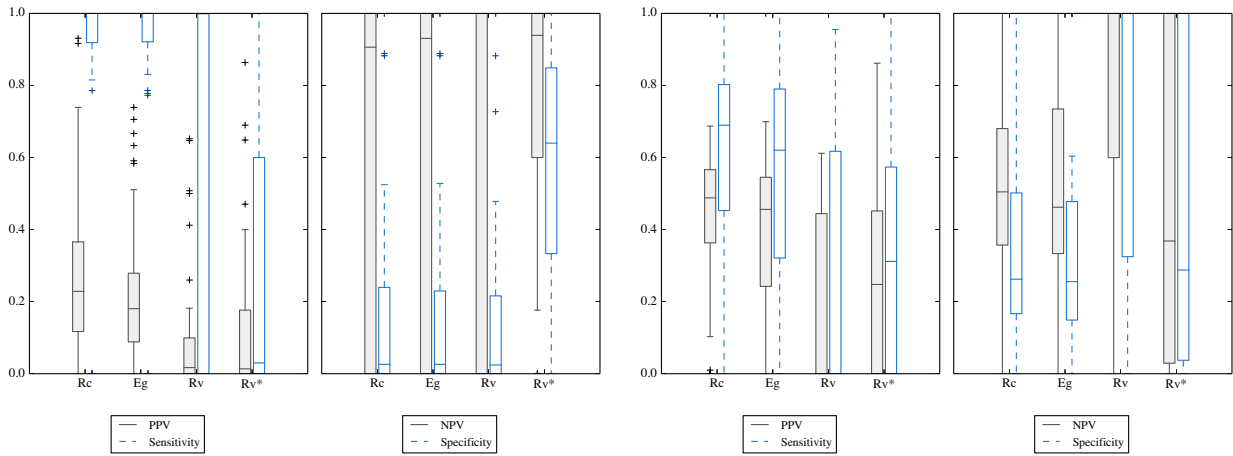 1.0
0.8
0.6
0.4
0.2
0.0
Rc Eg Rv Rv* Rc Eg Rv Rv*
PPV
Sensitivity
NPV
Specificity
1.0
0.8
0.6
0.4
0.2
0.0
Rc Eg Rv Rv* Rc Eg Rv Rv*
PPV
Sensitivity
NPV
Specificity